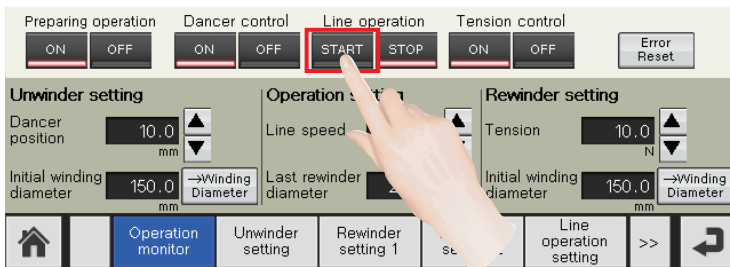 Preparing operation Dancer control Line operation Tension control
ON OFF ON OFF START STOP ON OFF Error
Reset
Unwinder setting Operation Rewinder setting
Dancer
position 10.0 mm Line speed Tension 10.0 N
Initial winding
diameter 150.0 mm →Winding
Diameter Last rewinder
diameter Initial winding
diameter 150.0 mm →Winding
Diameter
Operation
monitor Unwinder
setting Rewinder
setting 1 Line
operation
setting >>